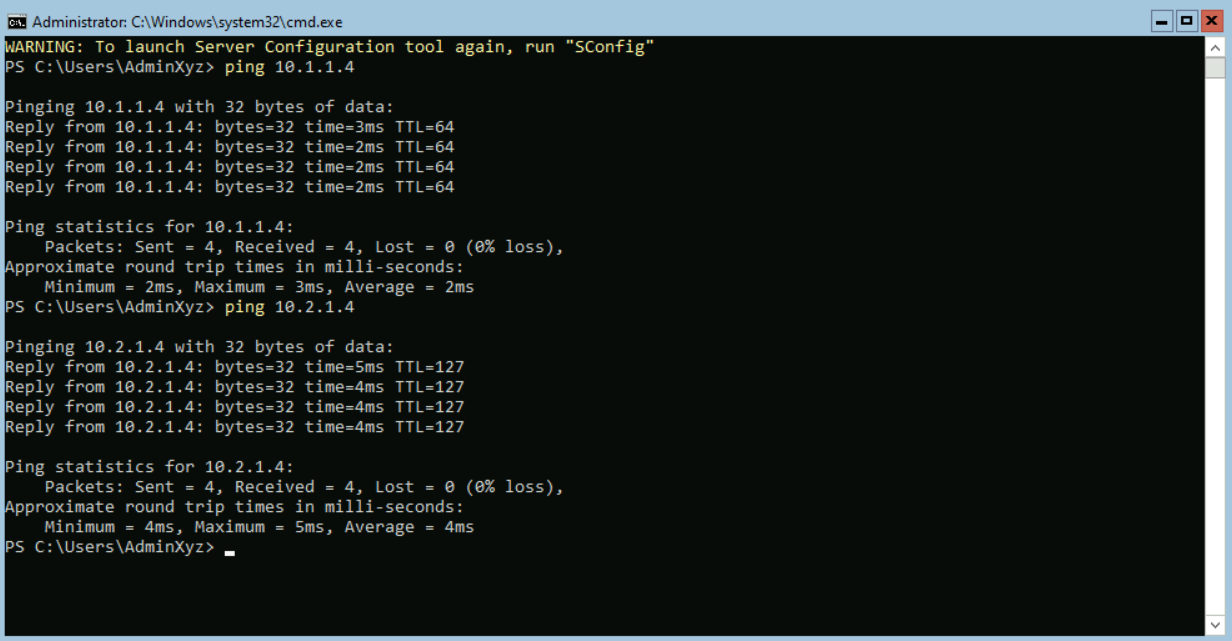 Administrator: C:\Windows\system32\cmd.exe
WARNING: To launch Server Configuration tool again, run "SConfig"
PS C:\Users\AdminXyz> ping 10.1.1.4
Pinging 10.1.1.4 with 32 bytes of data:
Reply from 10.1.1.4: bytes=32 time=3ms TTL=64
Reply from 10.1.1.4: bytes=32 time=2ms TTL=64
Reply from 10.1.1.4: bytes=32 time=2ms TTL=64
Reply from 10.1.1.4: bytes=32 time=2ms TTL=64
Ping statistics for 10.1.1.4:
    Packets: Sent = 4, Received = 4, Lost = 0 (0% loss),
Approximate round trip times in milli-seconds:
    Minimum = 2ms, Maximum = 3ms, Average = 2ms
PS C:\Users\AdminXyz> ping 10.2.1.4
Pinging 10.2.1.4 with 32 bytes of data:
Reply from 10.2.1.4: bytes=32 time=5ms TTL=127
Reply from 10.2.1.4: bytes=32 time=4ms TTL=127
Reply from 10.2.1.4: bytes=32 time=4ms TTL=127
Reply from 10.2.1.4: bytes=32 time=4ms TTL=127
Ping statistics for 10.2.1.4:
    Packets: Sent = 4, Received = 4, Lost = 0 (0% loss),
Approximate round trip times in milli-seconds:
    Minimum = 4ms, Maximum = 5ms, Average = 4ms
PS C:\Users\AdminXyz>